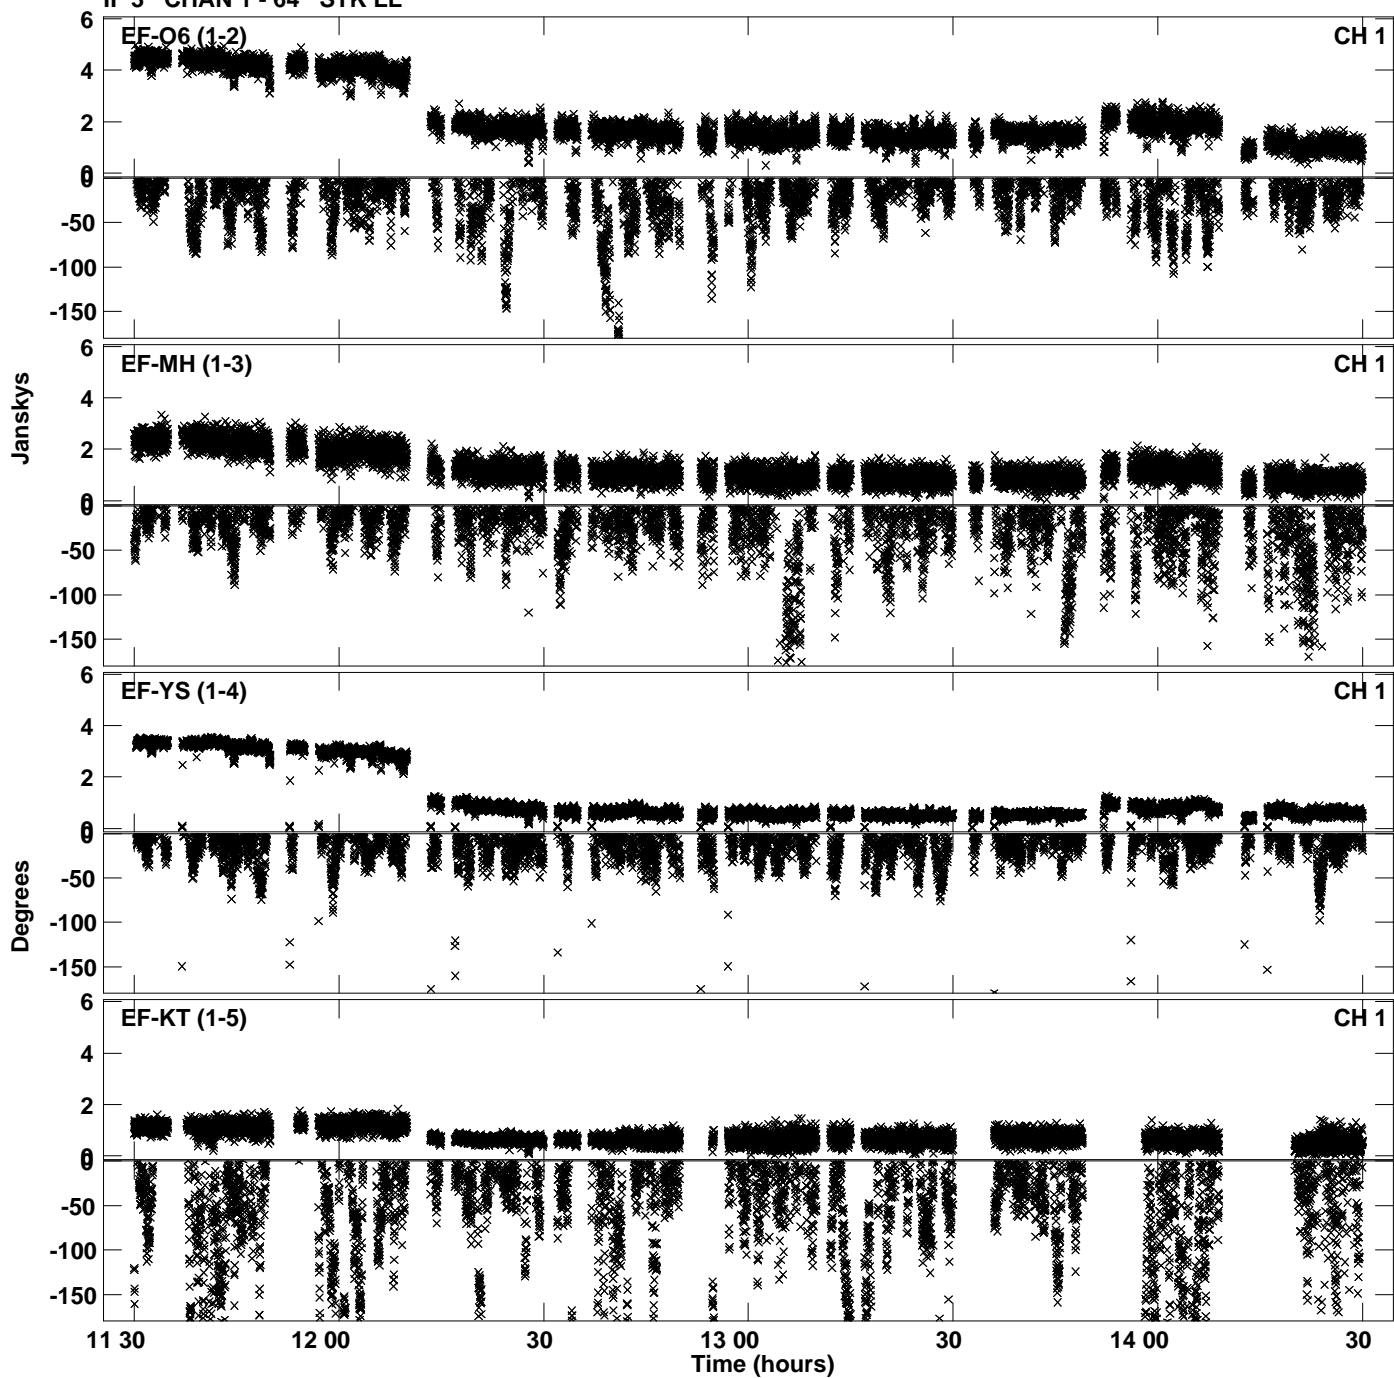 IF 3 CHAN 1 - 64 STK LL
6
EF-O6 (1-2)
CH 1
4
2
0
0
-50
-100
-150
6
EF-MH (1-3)
CH 1
4
2
0
0
-50
-100
-150
6
EF-YS (1-4)
CH 1
4
2
0
0
-50
-100
-150
6
EF-KT (1-5)
CH 1
4
2
0
0
-50
-100
-150
Janskys
Degrees
11 30 12 00 30 13 00 30 14 00 30
Time (hours)